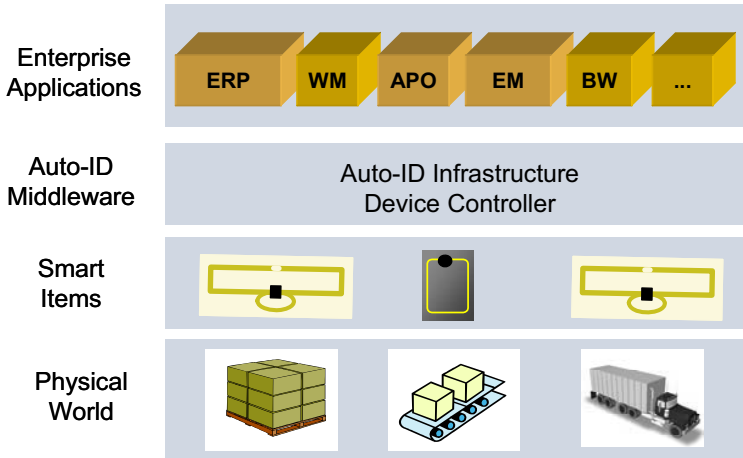 Enterprise
Applications
ERP WM APO EM BW ...
Auto-ID
Middleware
Auto-ID Infrastructure
Device Controller
Smart
Items
Physical
World